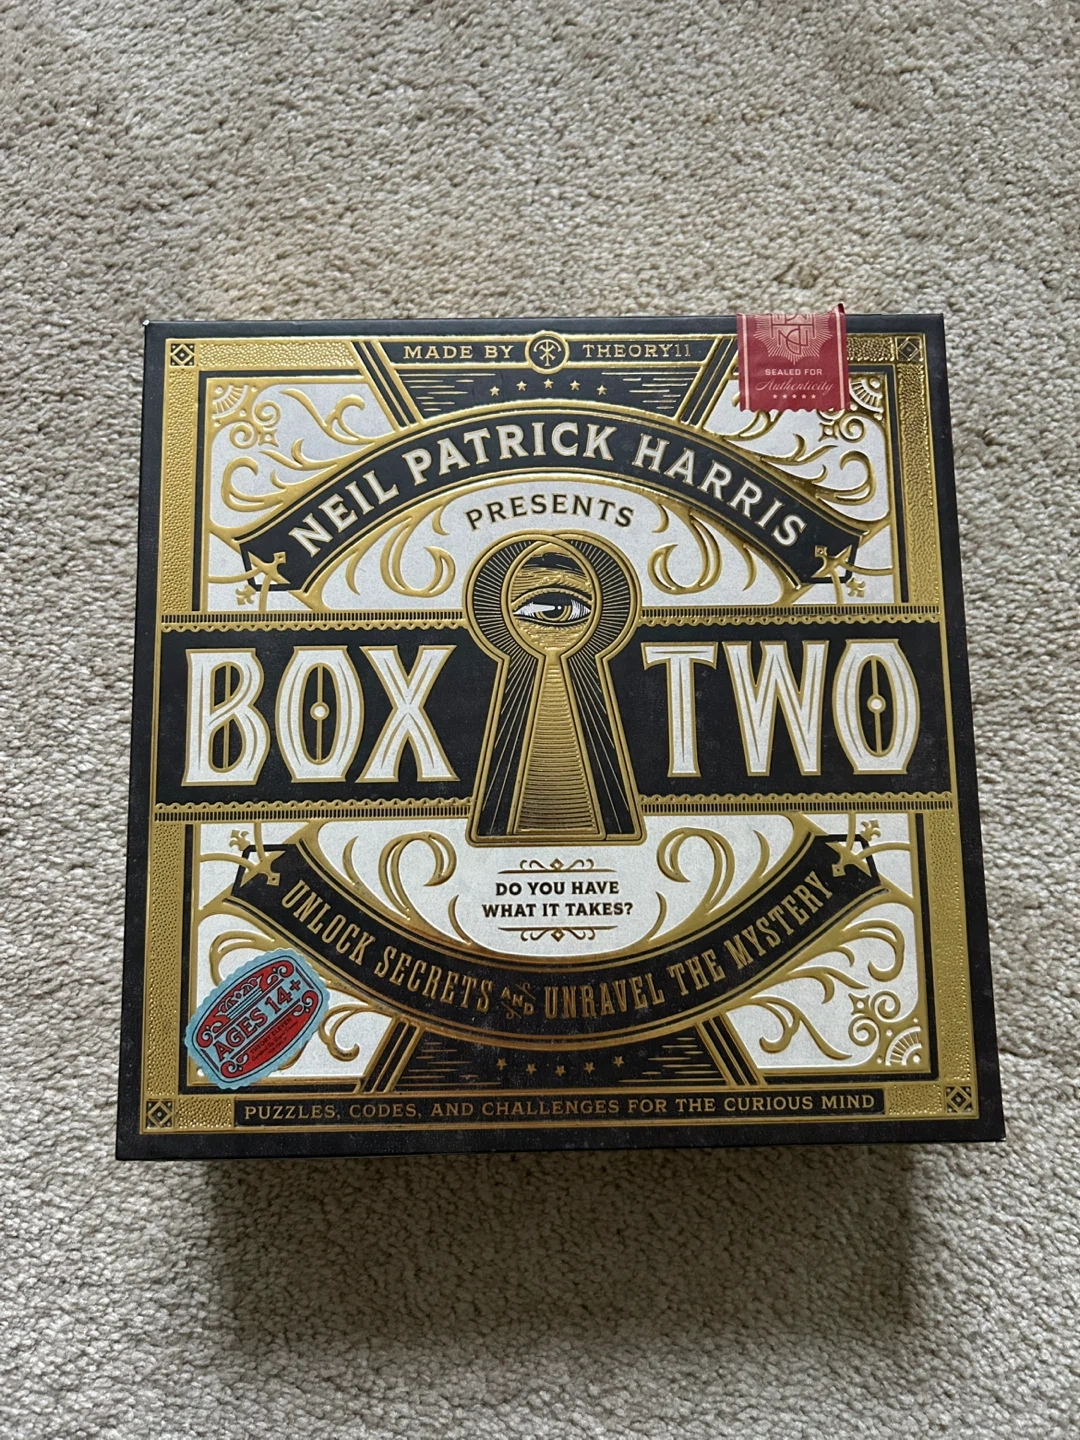 MADE BY THEORY11
SEALED FOR
Authenticity
NEIL PATRICK HARRIS
PRESENTS
BOX TWO
DO YOU HAVE
WHAT IT TAKES?
UNLOCK SECRETS AND UNRAVEL THE MYSTERY
AGES 14+
PUZZLES, CODES, AND CHALLENGES FOR THE CURIOUS MIND